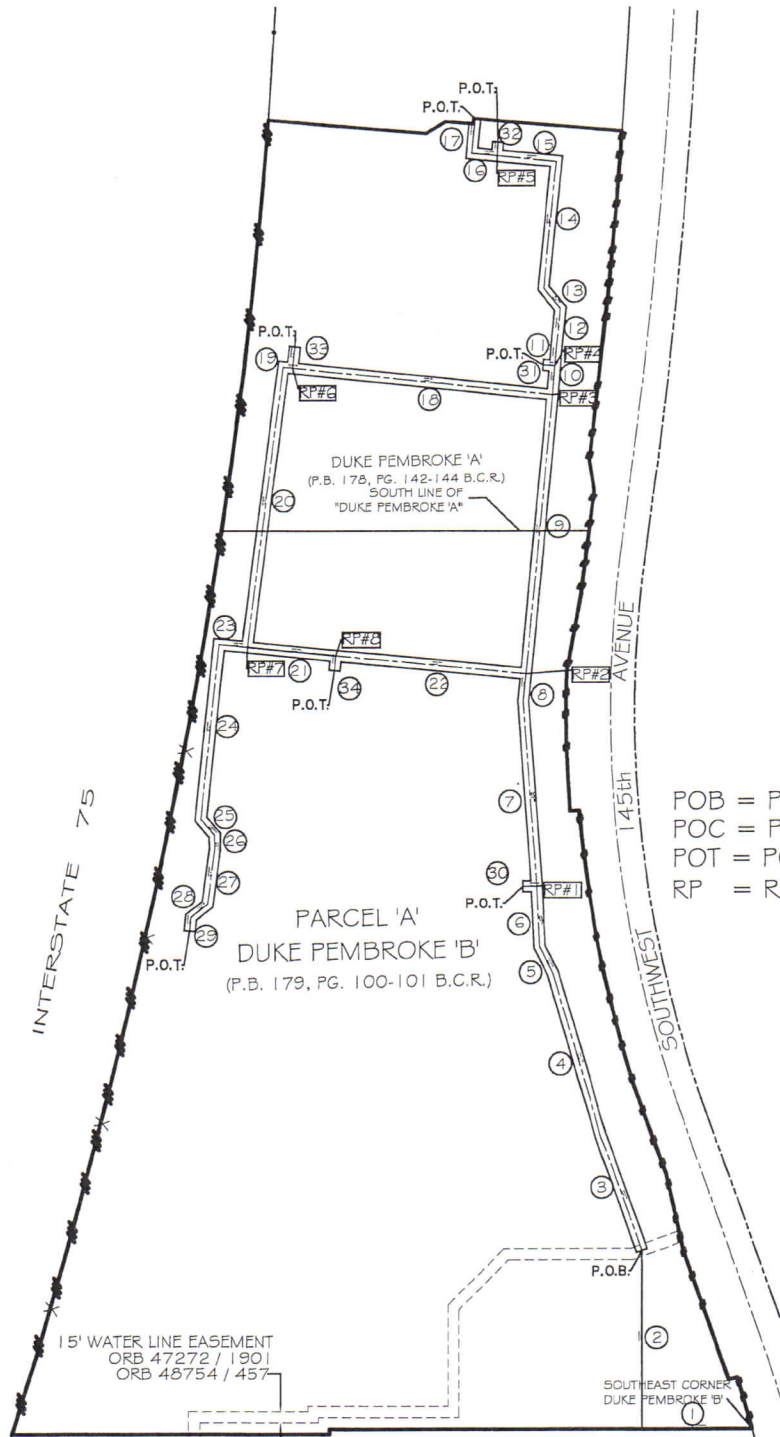 P.O.T.
P.O.T.
32
17
15
16
RP#5
14
13
12
P.O.T.
33
11
P.O.T.
RP#4
19
31
10
RP#6
18
RP#3
DUKE PEMBROKE 'A'
(P.B. 178, PG. 142-144 B.C.R.)
SOUTH LINE OF
"DUKE PEMBROKE 'A"
20
9
23
RP#8
RP#7
21
34
22
RP#2
P.O.T.
8
24
7
25
26
27
30
RP#1
P.O.T.
28
29
P.O.T.
6
5
4
3
INTERSTATE 75
145th AVENUE
SOUTHWEST
POB = P
POC = P
POT = PO
RP = R
PARCEL 'A'
DUKE PEMBROKE 'B'
(P.B. 179, PG. 100-101 B.C.R.)
P.O.B.
2
15' WATER LINE EASEMENT
ORB 47272 / 1901
ORB 48754 / 457
SOUTHEAST CORNER
DUKE PEMBROKE 'B'
1